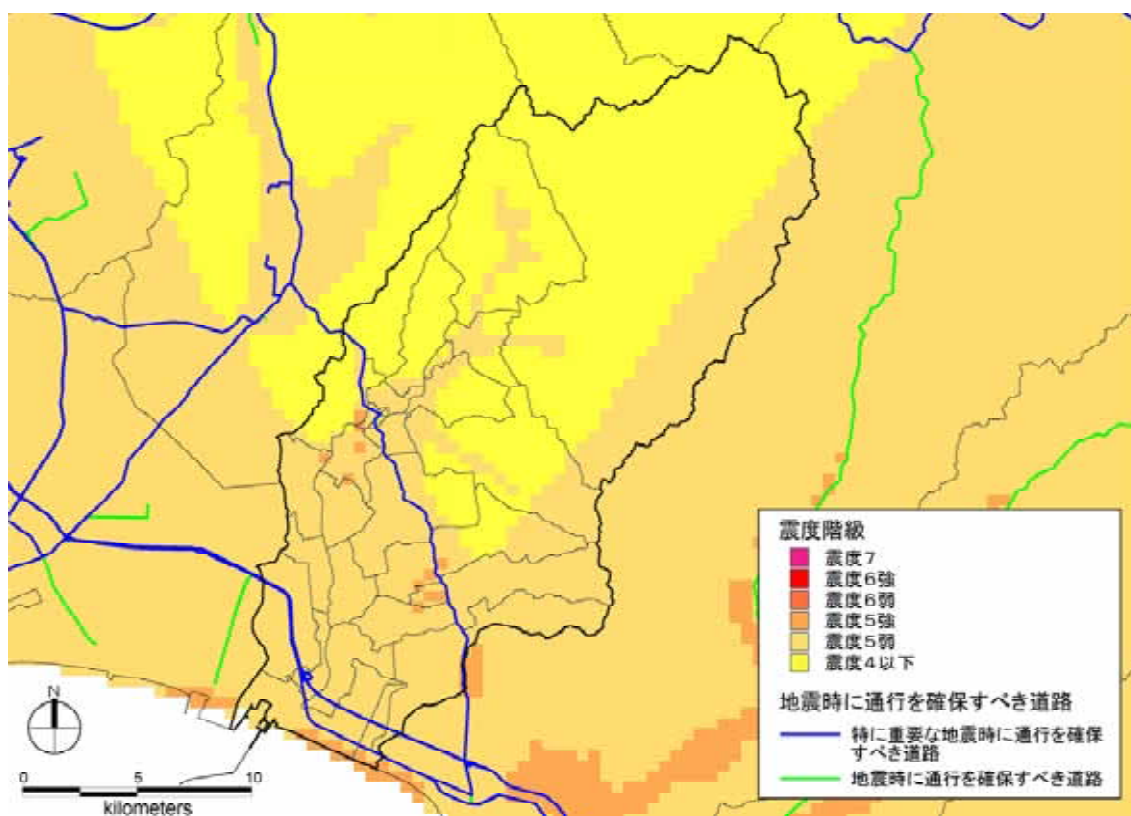 震度階級
震度7
震度6強
震度6弱
震度5強
震度5弱
震度4以下
地震時に通行を確保すべき道路
特に重要な地震時に通行を確保
すべき道路
地震時に通行を確保すべき道路
N
0 5 10
kilometers